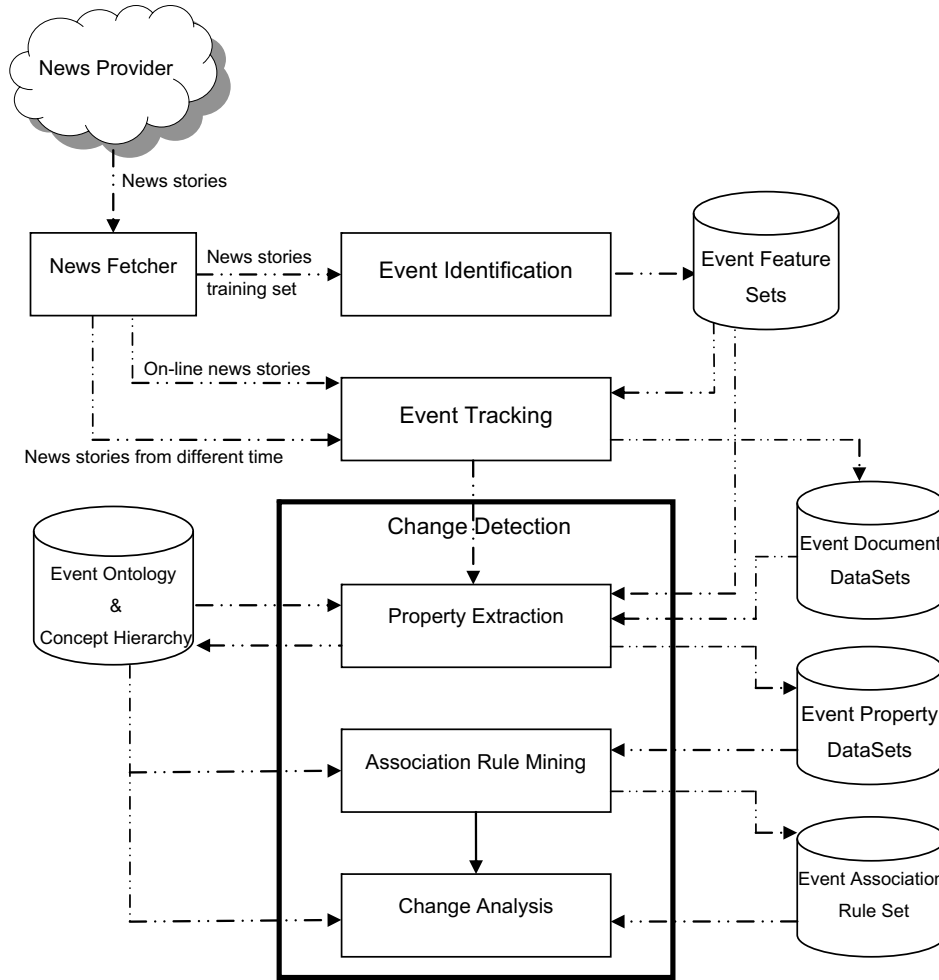 News Provider
News stories
News Fetcher
News stories
training set
Event Identification
Event Feature
Sets
On-line news stories
Event Tracking
News stories from different time
Change Detection
Event Ontology
&
Concept Hierarchy
Property Extraction
Event Document
DataSets
Event Property
DataSets
Association Rule Mining
Change Analysis
Event Association
Rule Set